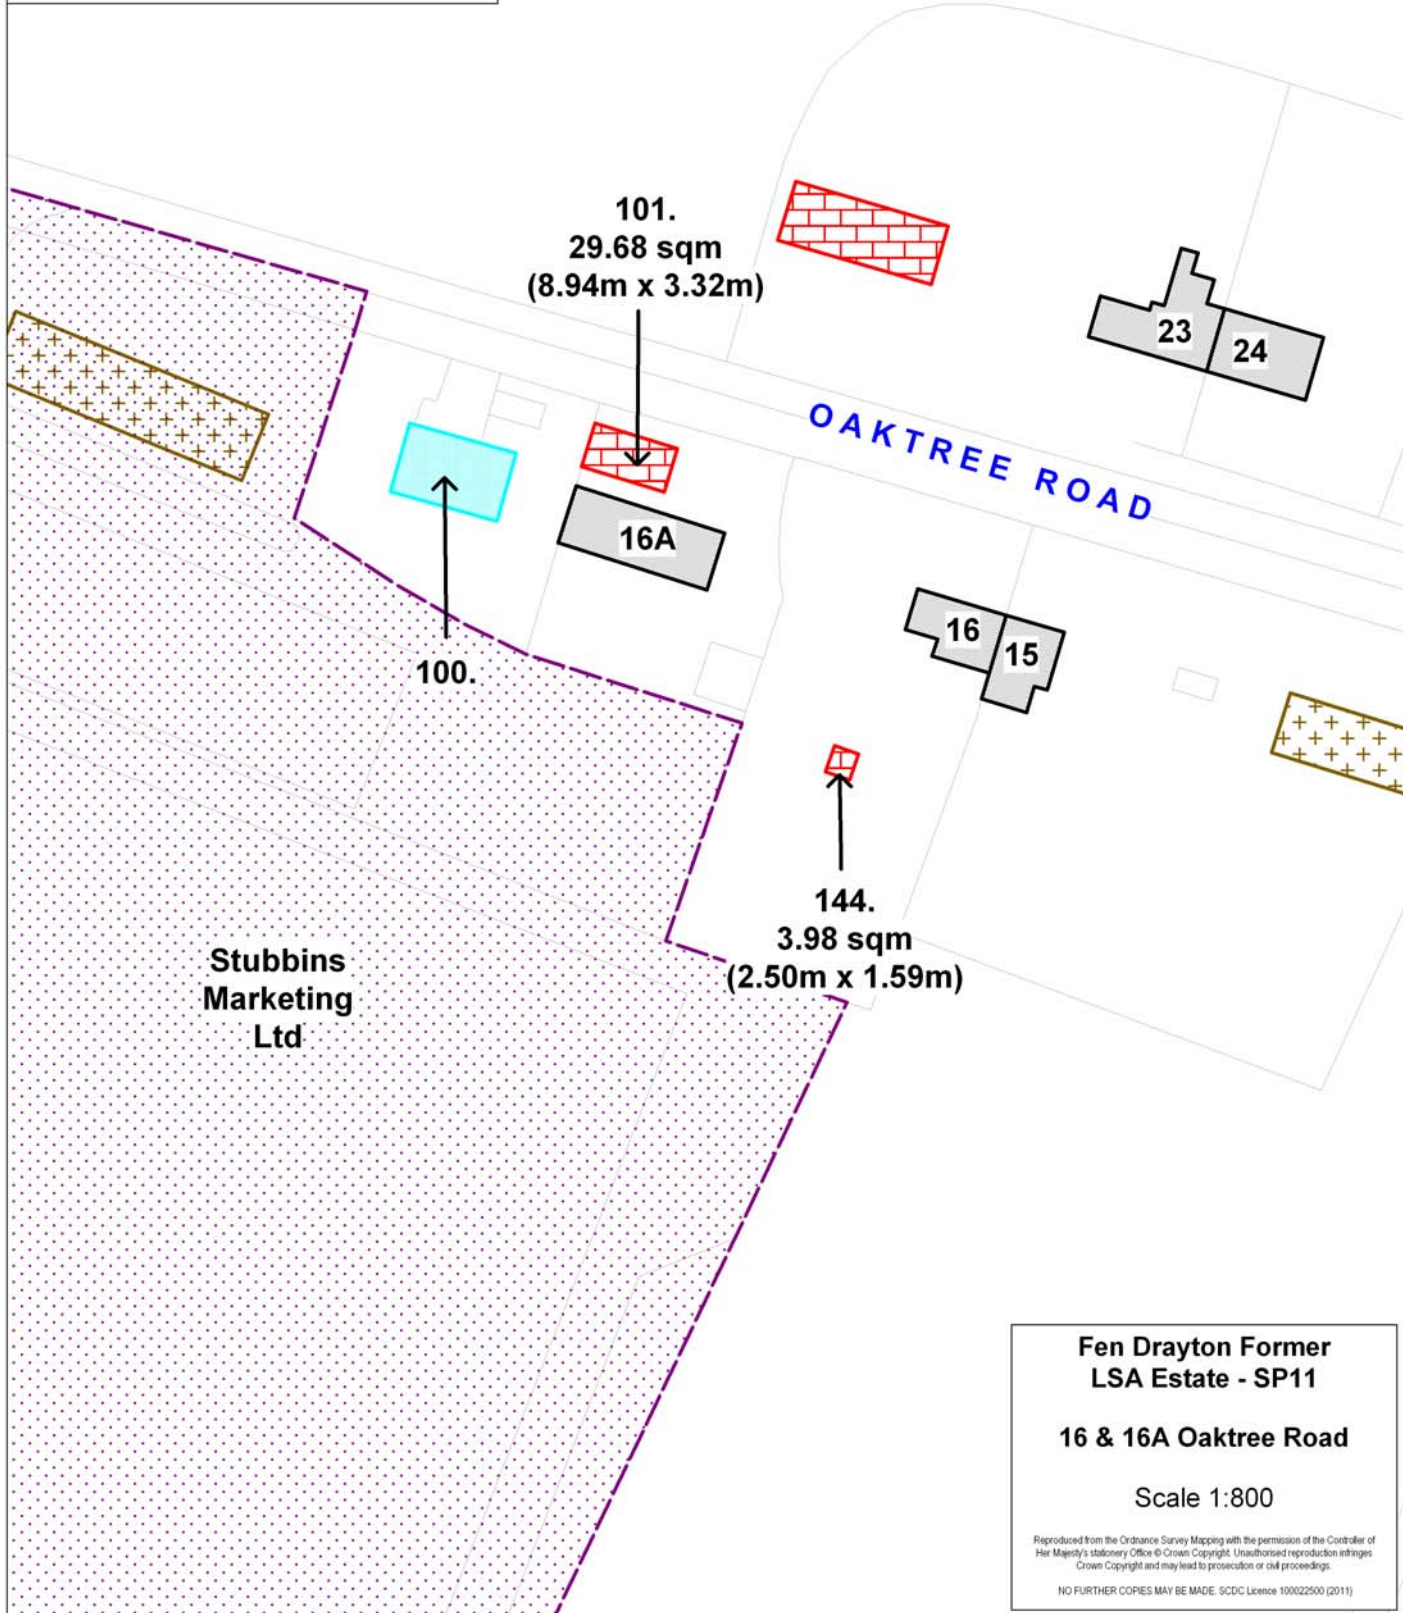 101.
29.68 sqm
(8.94m x 3.32m)
23
24
OAKTREE ROAD
16A
16
15
100.
144.
3.98 sqm
(2.50m x 1.59m)
Stubbins
Marketing
Ltd
Fen Drayton Former
LSA Estate - SP11
16 & 16A Oaktree Road
Scale 1:800
Reproduced from the Ordnance Survey Mapping with the permission of the Controller of
Her Majesty's stationery Office © Crown Copyright. Unauthorised reproduction infringes
Crown Copyright and may lead to prosecution or civil proceedings.
NO FURTHER COPIES MAY BE MADE. SCDC Licence 100022500 (2011)